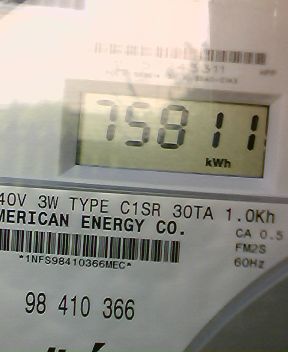 75811
kWh
40V 3W TYPE C1SR 30TA 1.0Kh
MERICAN ENERGY CO.
CA 0.5
FM2S
*1NFS98410366MEC*
60Hz
98 410 366